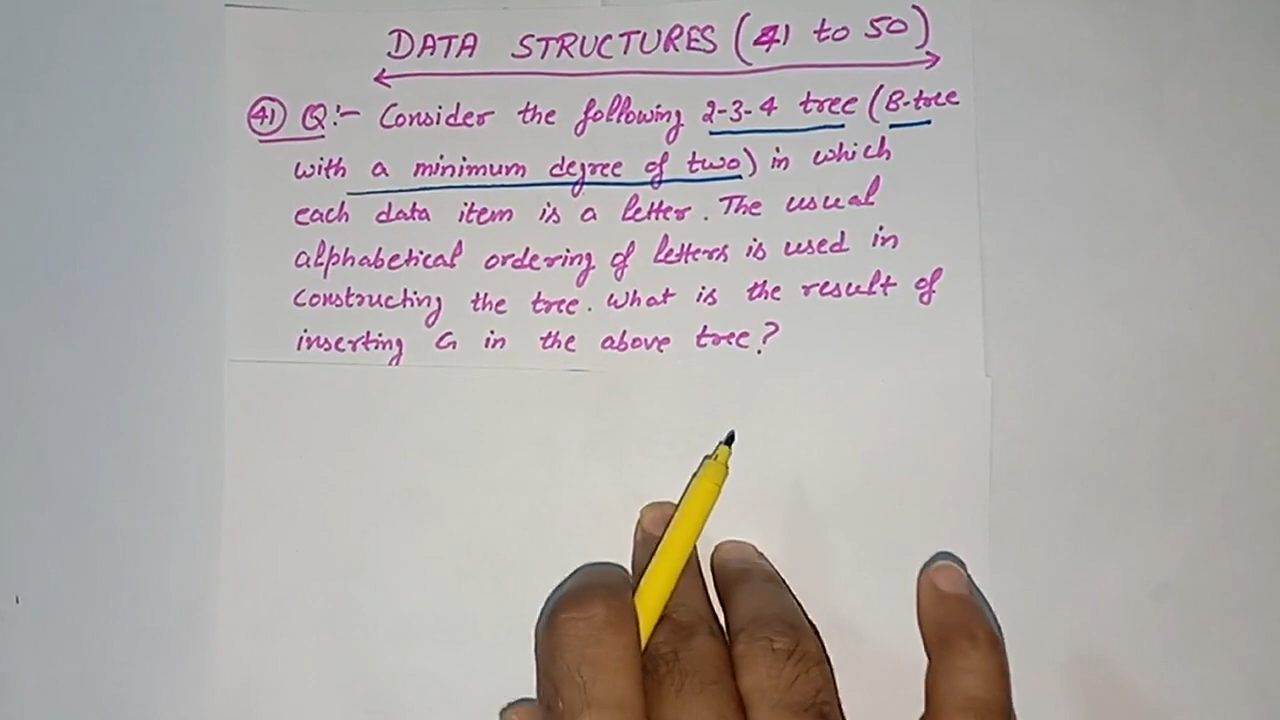 DATA STRUCTURES (41 to 50)
41 Q:- Consider the following 2-3-4 tree (B-tree
with a minimum degree of two) in which
each data item is a letter. The usual
alphabetical ordering of letters is used in
constructing the tree. What is the result of
inserting G in the above tree?